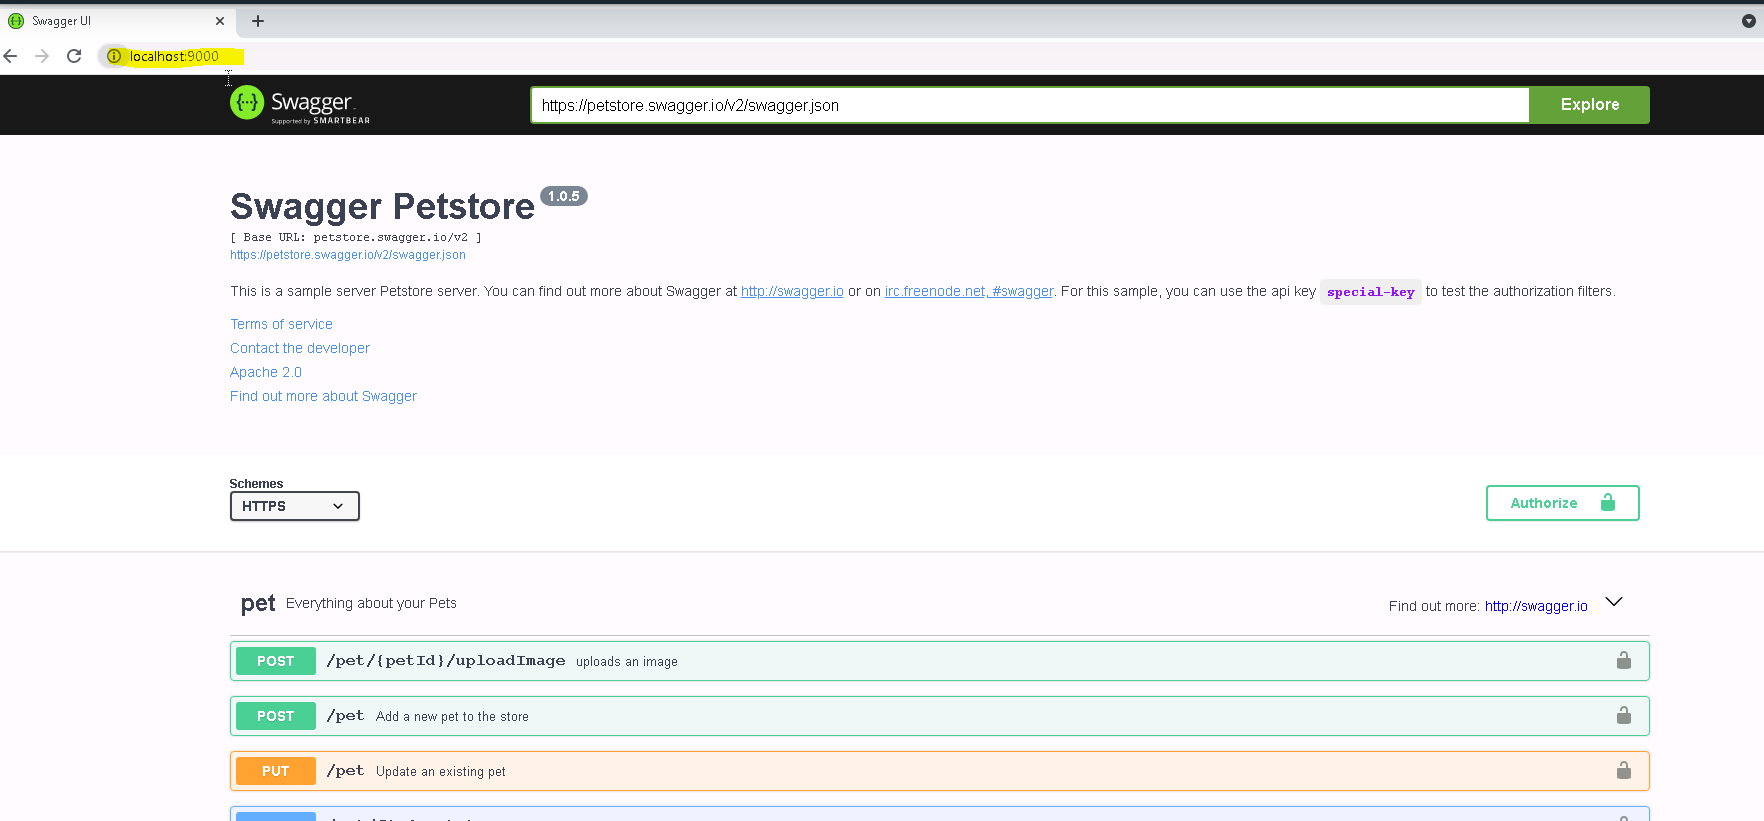 Swagger UI
localhost:9000
Swagger
Supported by SMARTBEAR
https://petstore.swagger.io/v2/swagger.json
Explore
Swagger Petstore 1.0.5
[ Base URL: petstore.swagger.io/v2 ]
https://petstore.swagger.io/v2/swagger.json
This is a sample server Petstore server. You can find out more about Swagger at http://swagger.io or on irc.freenode.net, #swagger. For this sample, you can use the api key special-key to test the authorization filters.
Terms of service
Contact the developer
Apache 2.0
Find out more about Swagger
Schemes
HTTPS
Authorize
pet Everything about your Pets
Find out more: http://swagger.io
POST /pet/{petId}/uploadImage uploads an image
POST /pet Add a new pet to the store
PUT /pet Update an existing pet